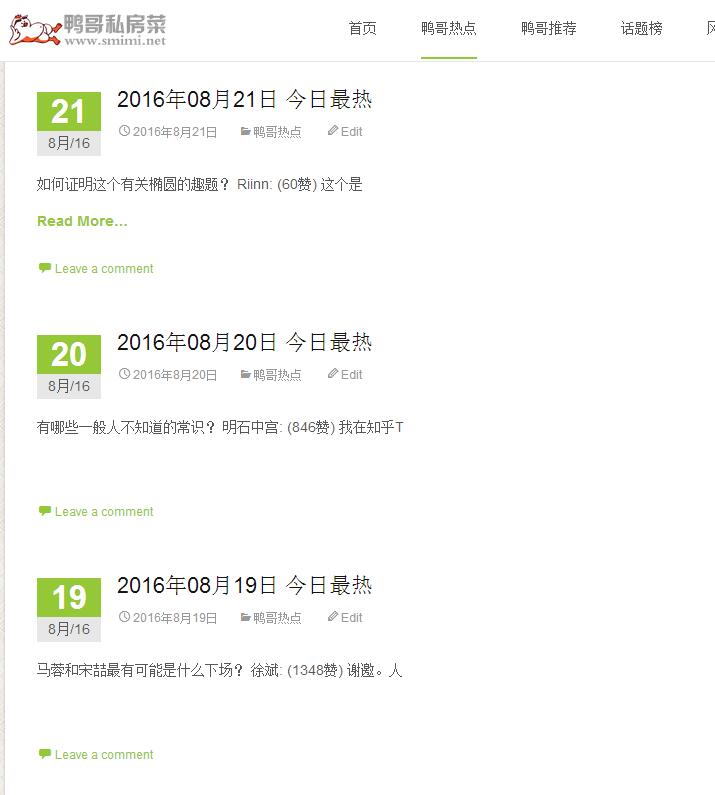 鸭哥私房菜
www.smimi.net
首页 鸭哥热点 鸭哥推荐 话题榜
21
8月/16
2016年08月21日 今日最热
2016年8月21日 鸭哥热点 Edit
如何证明这个有关椭圆的趣题？ Riinn: (60赞) 这个是
Read More...
Leave a comment
20
8月/16
2016年08月20日 今日最热
2016年8月20日 鸭哥热点 Edit
有哪些一般人不知道的常识？ 明石中宫: (846赞) 我在知乎T
Leave a comment
19
8月/16
2016年08月19日 今日最热
2016年8月19日 鸭哥热点 Edit
马蓉和宋喆最有可能是什么下场？ 徐斌: (1348赞) 谢邀。人
Leave a comment